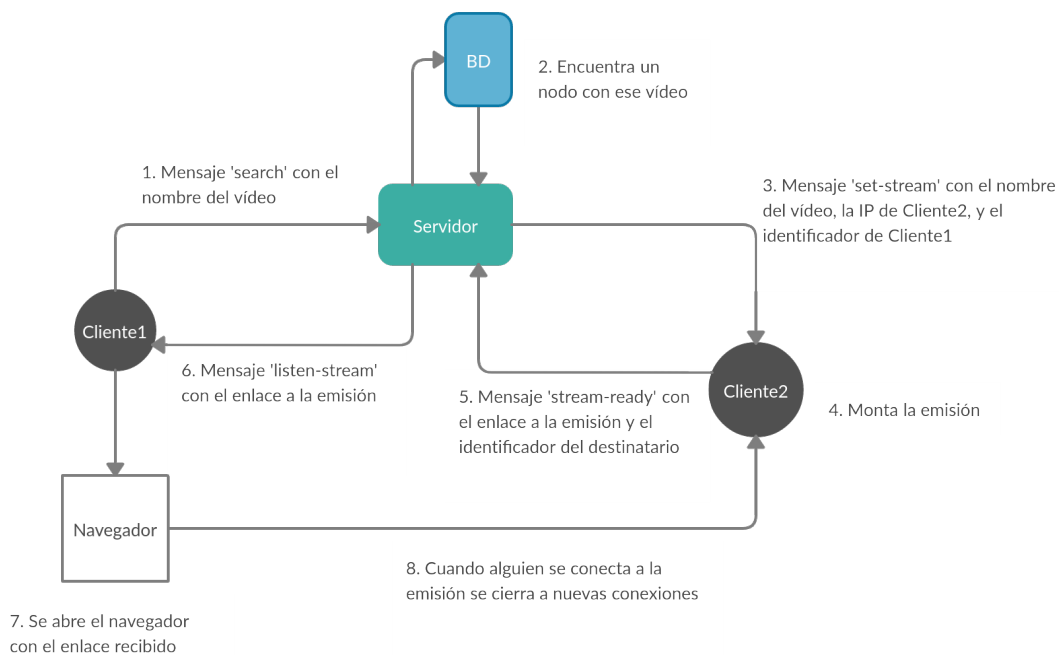 BD
2. Encuentra un
nodo con ese vídeo
1. Mensaje 'search' con el
nombre del vídeo
Servidor
3. Mensaje 'set-stream' con el nombre
del vídeo, la IP de Cliente2, y el
identificador de Cliente1
Cliente1
6. Mensaje 'listen-stream'
con el enlace a la emisión
5. Mensaje 'stream-ready' con
el enlace a la emisión y el
identificador del destinatario
Cliente2
4. Monta la emisión
Navegador
8. Cuando alguien se conecta a la
emisión se cierra a nuevas conexiones
7. Se abre el navegador
con el enlace recibido